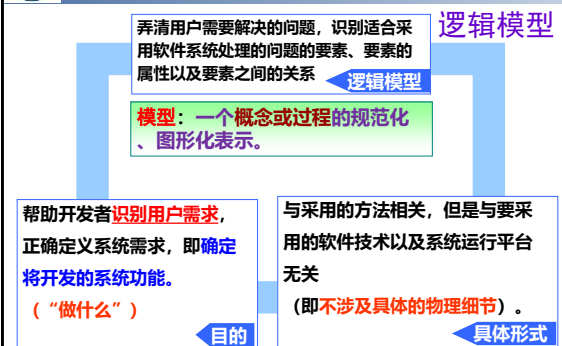 逻辑模型
弄清用户需要解决的问题，识别适合采
用软件系统处理的问题的要素、要素的
属性以及要素之间的关系
逻辑模型
模型：一个概念或过程的规范化
、图形化表示。
帮助开发者识别用户需求，
正确定义系统需求，即确定
将开发的系统功能。
（“做什么”）
目的
与采用的方法相关，但是与要采
用的软件技术以及系统运行平台
无关
（即不涉及具体的物理细节）。
具体形式